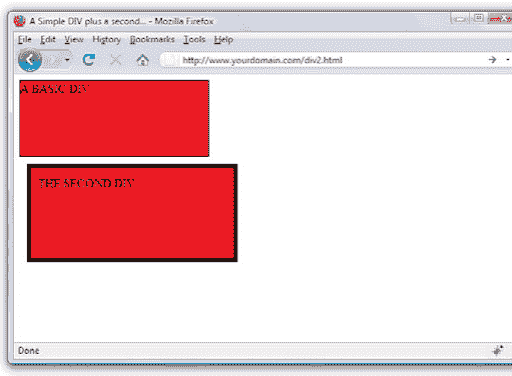 A Simple DIV plus a second... - Mozilla Firefox
File Edit View History Bookmarks Tools Help
http://www.yourdomain.com/div2.html
A BASIC DIV
THE SECOND DIV
Done